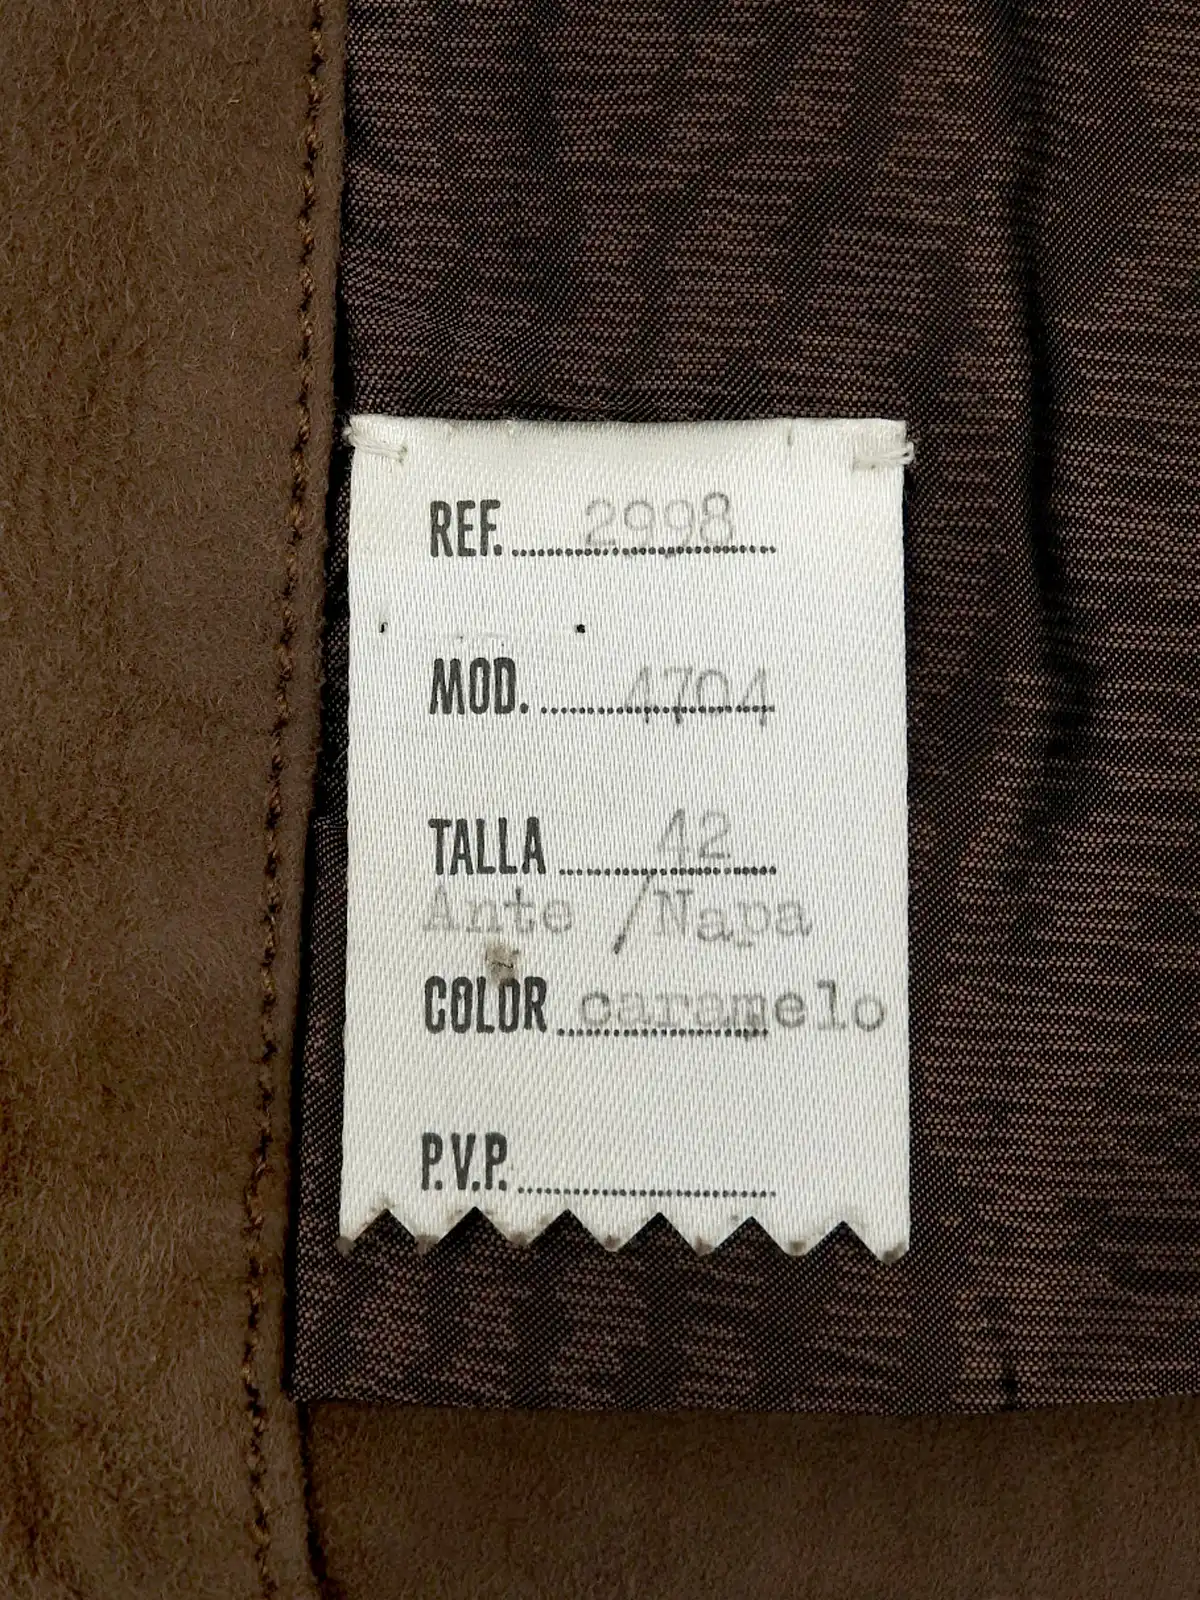 REF. 2998
MOD. 4704
TALLA 42
Ante /Napa
COLOR caramelo
P.V.P.